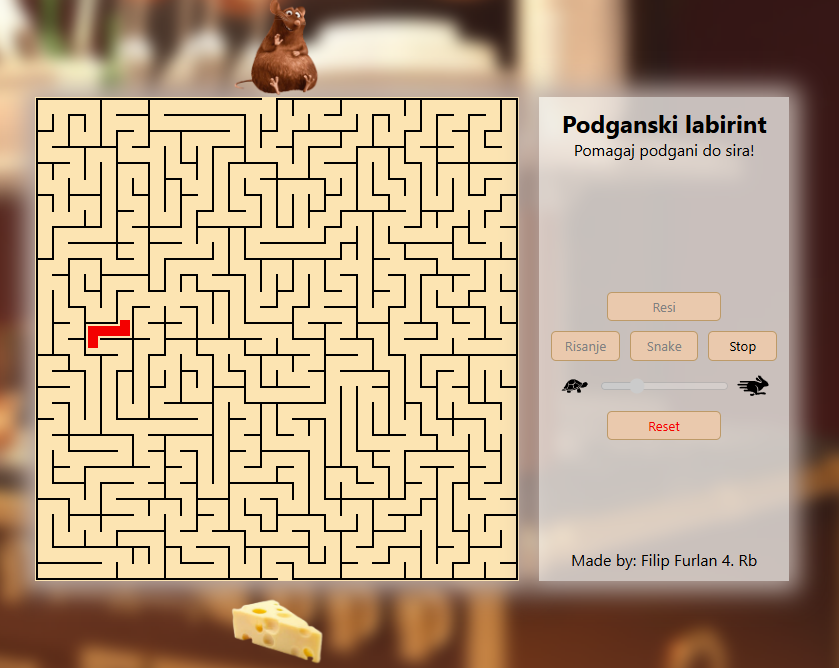 Podganski labirint
Pomagaj podgani do sira!
Resi
Risanje Snake Stop
Reset
Made by: Filip Furlan 4. Rb